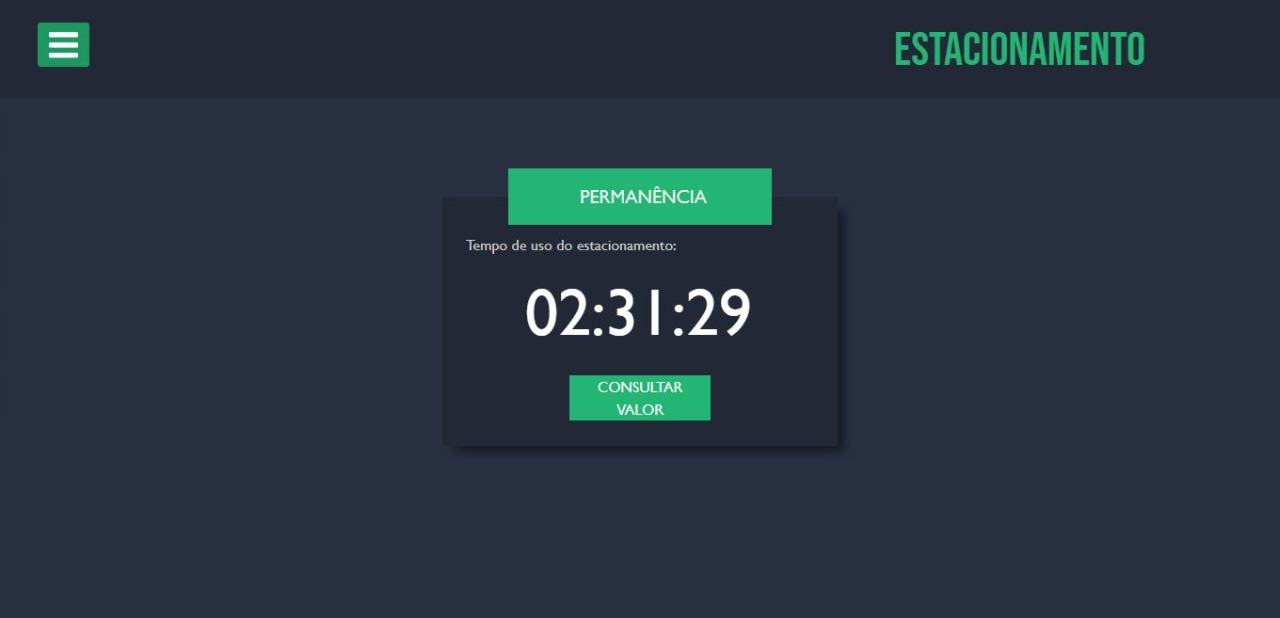 ESTACIONAMENTO
PERMANÊNCIA
Tempo de uso do estacionamento:
02:31:29
CONSULTAR
VALOR